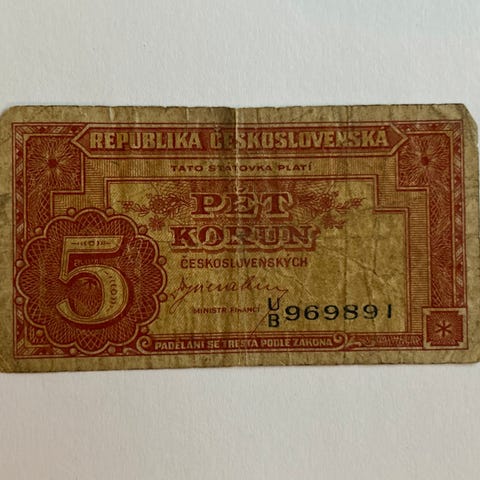 REPUBLIKA ČESKOSLOVENSKÁ
TATO STÁTOVKA PLATÍ
PĚT
KORUN
ČESKOSLOVENSKÝCH
5
MINISTR FINANCÍ
U/B 969891
PADĚLÁNÍ SE TRESTÁ PODLE ZÁKONA